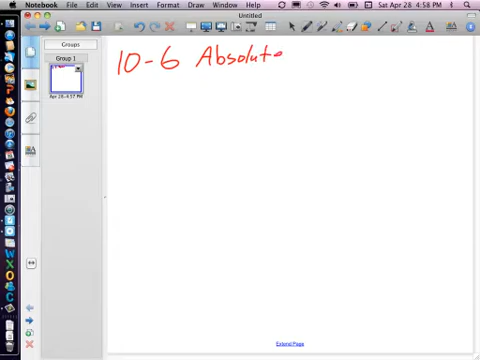 Notebook File Edit View Insert Format Draw Window Help
Sat Apr 28 4:58 PM
Untitled
Groups
Group 1
Apr 28-4:57 PM
10-6 Absolute
Extend Page